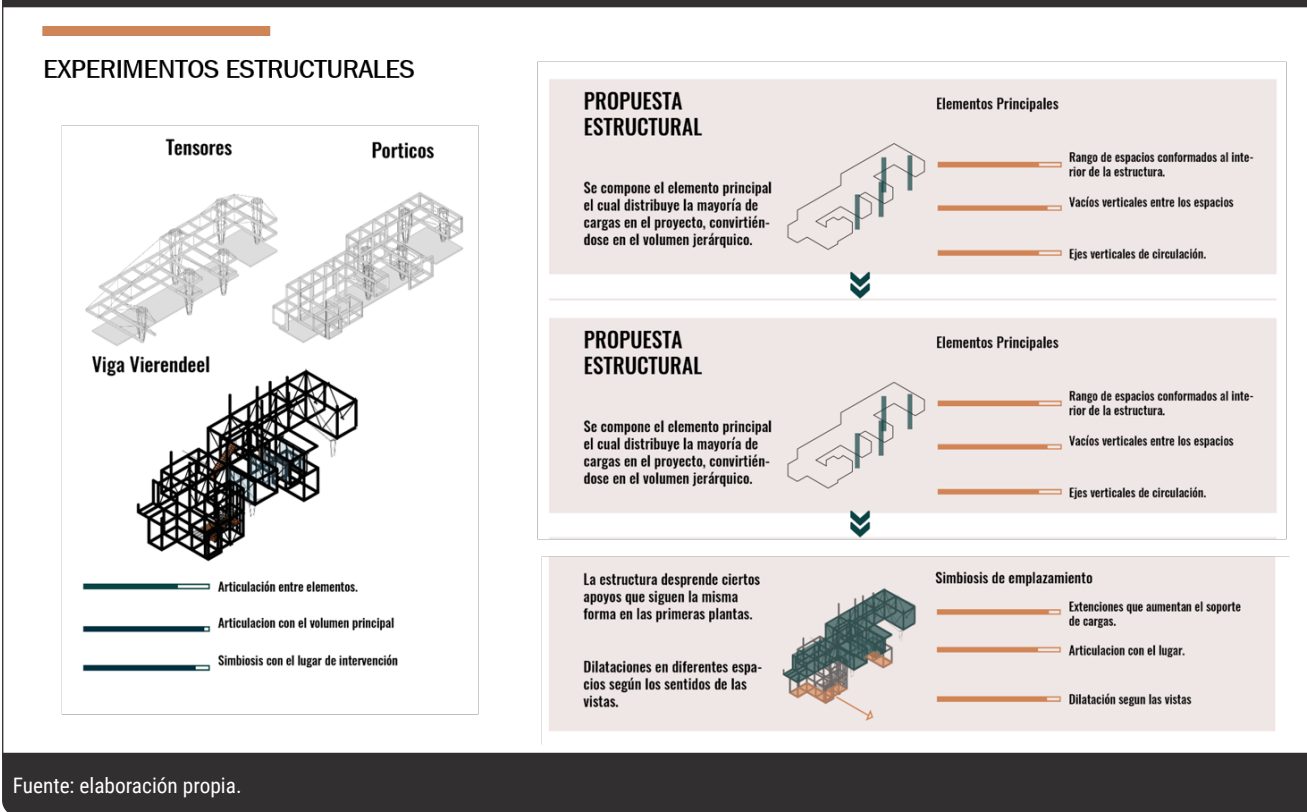 EXPERIMENTOS ESTRUCTURALES
Tensores
Porticos
Viga Vierendeel
Articulación entre elementos.
Articulacion con el volumen principal
Simbiosis con el lugar de intervención
PROPUESTA
ESTRUCTURAL
Se compone el elemento principal
el cual distribuye la mayoría de
cargas en el proyecto, convirtién-
dose en el volumen jerárquico.
Elementos Principales
Rango de espacios conformados al inte-
rior de la estructura.
Vacíos verticales entre los espacios
Ejes verticales de circulación.
PROPUESTA
ESTRUCTURAL
Se compone el elemento principal
el cual distribuye la mayoría de
cargas en el proyecto, convirtién-
dose en el volumen jerárquico.
Elementos Principales
Rango de espacios conformados al inte-
rior de la estructura.
Vacíos verticales entre los espacios
Ejes verticales de circulación.
La estructura desprende ciertos
apoyos que siguen la misma
forma en las primeras plantas.
Dilataciones en diferentes espa-
cios según los sentidos de las
vistas.
Simbiosis de emplazamiento
Extenciones que aumentan el soporte
de cargas.
Articulacion con el lugar.
Dilatación segun las vistas
Fuente: elaboración propia.